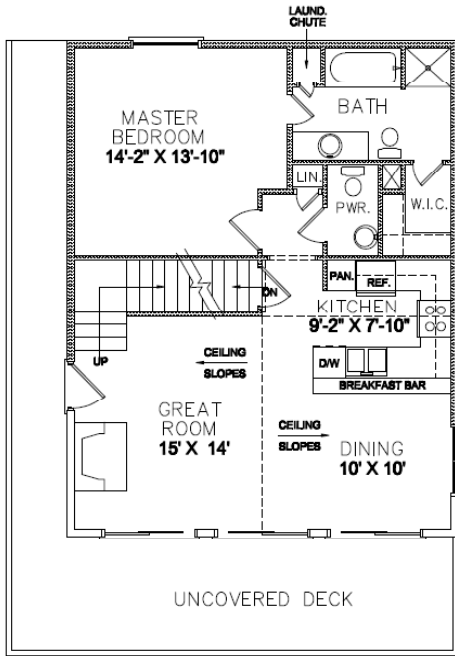 LAUND.
CHUTE
BATH
MASTER
BEDROOM
14'-2" X 13'-10"
LIN.
PWR.
W.I.C.
PAN.
REF.
DN
KITCHEN
9'-2" X 7'-10"
UP
CEILING
SLOPES
D/W
BREAKFAST BAR
GREAT
ROOM
15' X 14'
CEILING
SLOPES
DINING
10' X 10'
UNCOVERED DECK